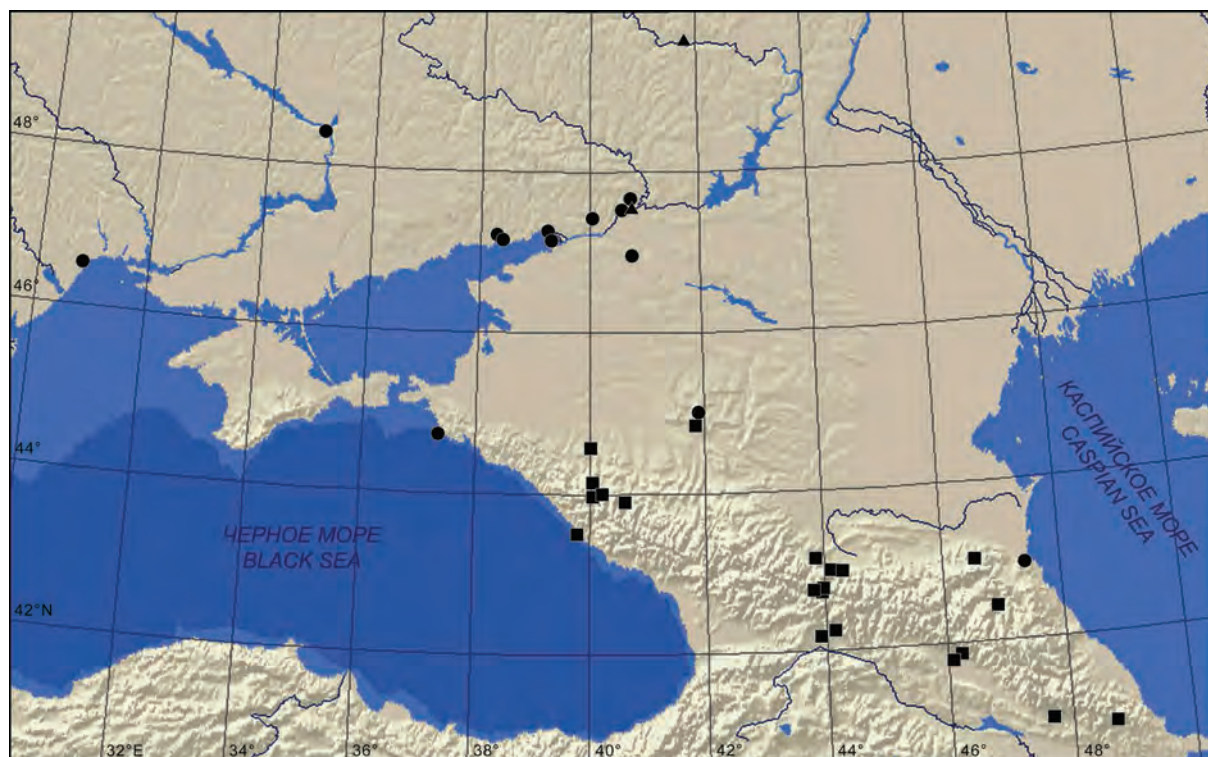 48°
46°
44°
42°N
ЧЕРНОЕ МОРЕ
BLACK SEA
КАСПИЙСКОЕ МОРЕ
CASPIAN SEA
32°E
34°
36°
38°
40°
42°
44°
46°
48°